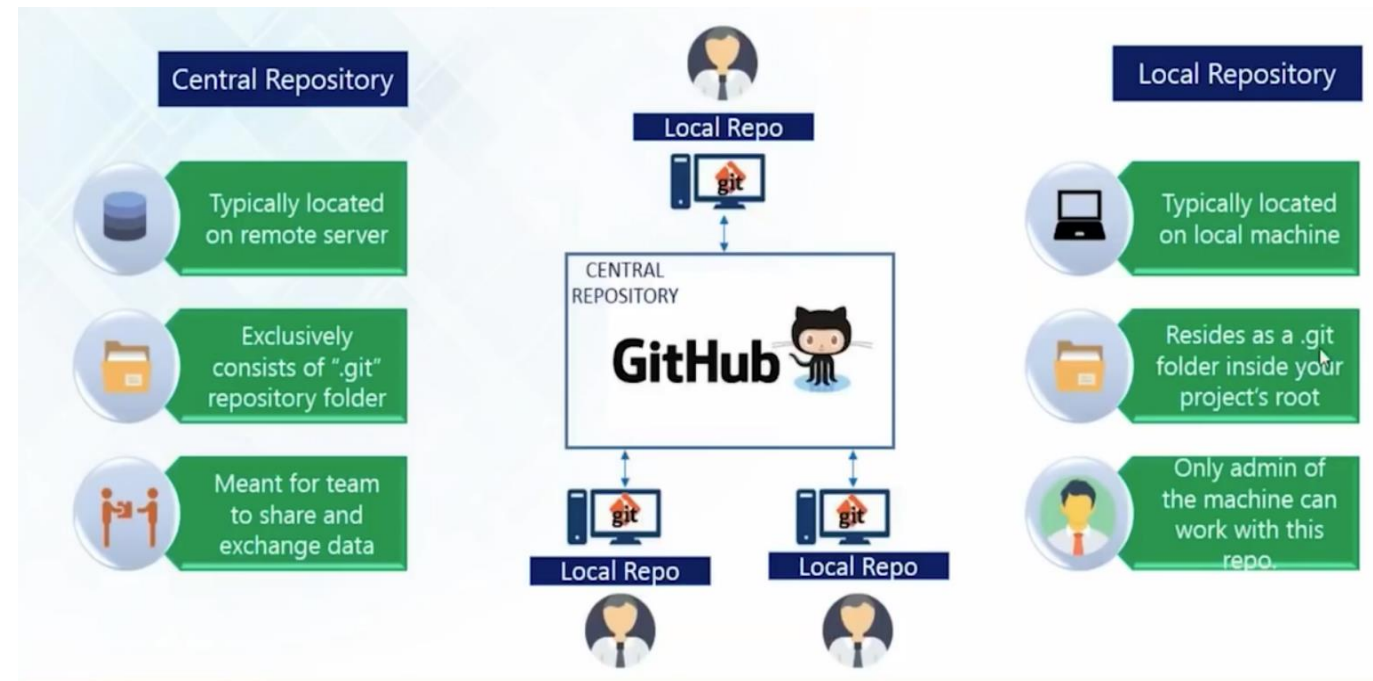 Central Repository
Typically located
on remote server
Exclusively
consists of ".git"
repository folder
Meant for team
to share and
exchange data
Local Repo
git
CENTRAL
REPOSITORY
GitHub
git
Local Repo
git
Local Repo
Local Repository
Typically located
on local machine
Resides as a .git
folder inside your
project's root
Only admin of
the machine can
work with this
repo.